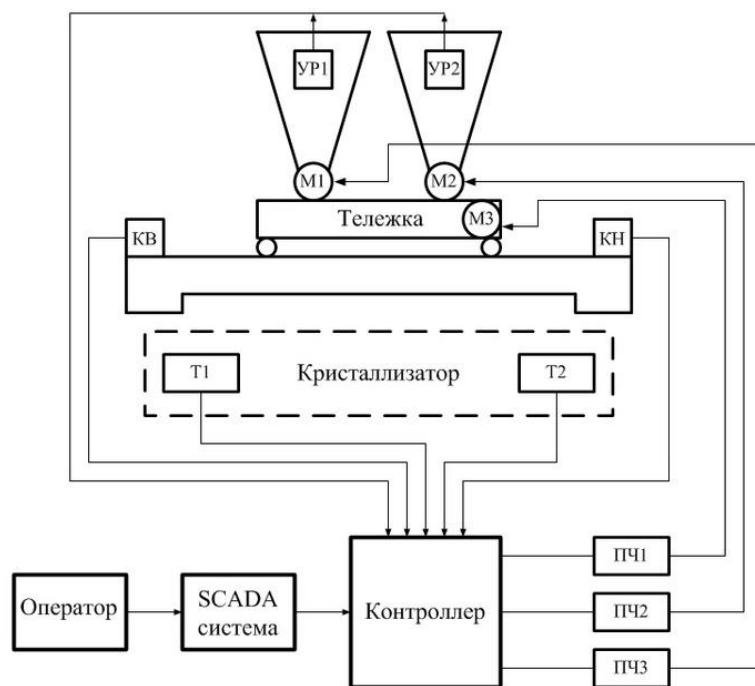 УР1
УР2
М1
М2
Тележка
М3
КВ
КН
Т1
Кристаллизатор
Т2
Оператор
SCADA
система
Контроллер
ПЧ1
ПЧ2
ПЧ3